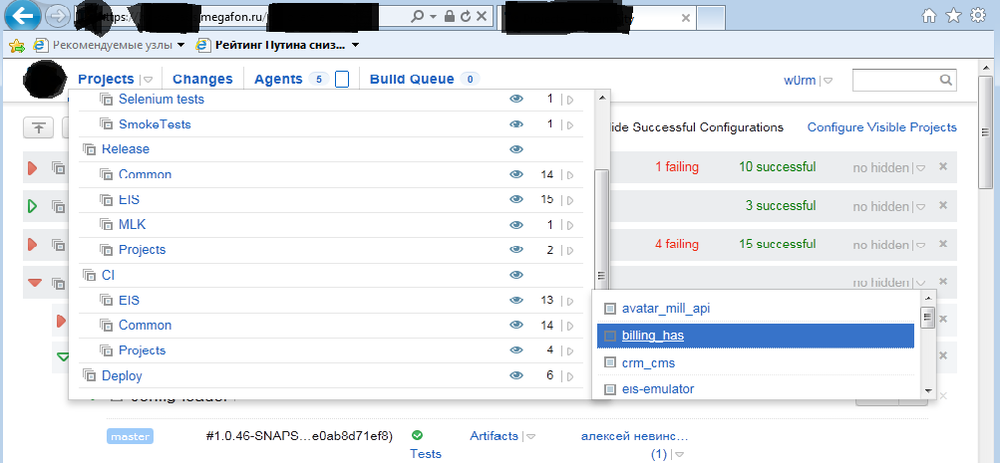 https:
megafon.ru/
Рекомендуемые узлы
Рейтинг Путина сниз...
Projects Changes Agents 5 Build Queue 0 w0rm
Selenium tests 1
SmokeTests 1
ide Successful Configurations Configure Visible Projects
Release
Common 14
1 failing 10 successful no hidden
EIS 15
3 successful no hidden
MLK 1
Projects 2
4 failing 15 successful no hidden
CI
no hidden
EIS 13
Common 14
Projects 4
Deploy 6
avatar_mill_api
billing_has
crm_cms
eis-emulator
master #1.0.46-SNAPS...e0ab8d71ef8) Tests Artifacts алексей невинс...
(1)